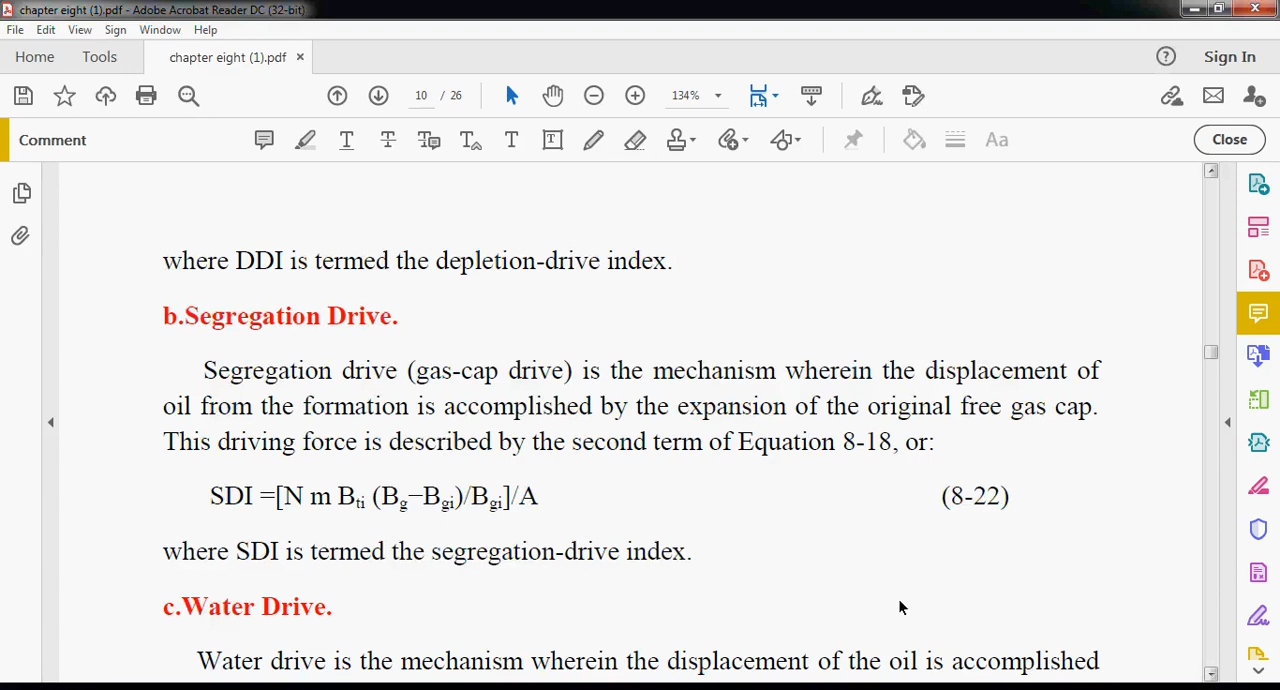 chapter eight (1).pdf - Adobe Acrobat Reader DC (32-bit)
File Edit View Sign Window Help
Home Tools chapter eight (1).pdf × Sign In
10 / 26 134%
Comment Close
where DDI is termed the depletion-drive index.
b.Segregation Drive.
Segregation drive (gas-cap drive) is the mechanism wherein the displacement of
oil from the formation is accomplished by the expansion of the original free gas cap.
This driving force is described by the second term of Equation 8-18, or:
SDI =[N m Bti (Bg−Bgi)/Bgi]/A (8-22)
where SDI is termed the segregation-drive index.
c.Water Drive.
Water drive is the mechanism wherein the displacement of the oil is accomplished